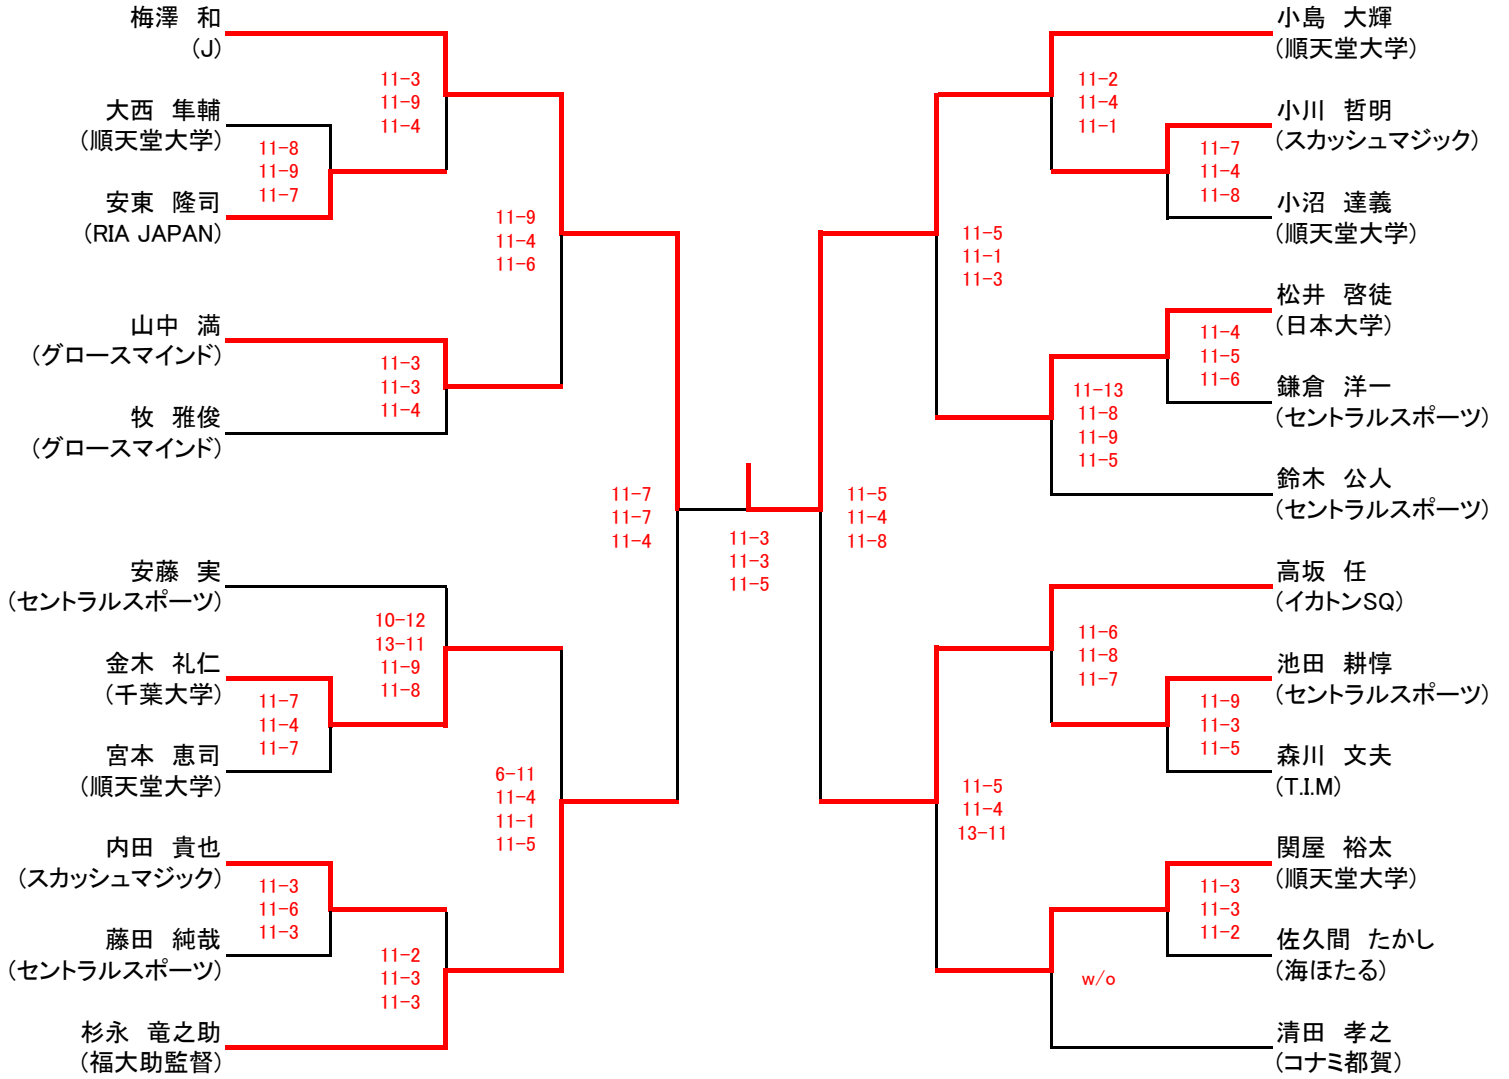 梅澤 和
(J)
大西 隼輔
(順天堂大学)
安東 隆司
(RIA JAPAN)
山中 満
(グロースマインド)
牧 雅俊
(グロースマインド)
安藤 実
(セントラルスポーツ)
金木 礼仁
(千葉大学)
宮本 恵司
(順天堂大学)
内田 貴也
(スカッシュマジック)
藤田 純哉
(セントラルスポーツ)
杉永 竜之助
(福大助監督)
11-8
11-9
11-7
11-7
11-4
11-7
11-3
11-6
11-3
11-3
11-9
11-4
11-3
11-3
11-4
10-12
13-11
11-9
11-8
11-2
11-3
11-3
11-9
11-4
11-6
6-11
11-4
11-1
11-5
11-7
11-7
11-4
11-3
11-3
11-5
11-5
11-4
11-8
11-5
11-1
11-3
11-5
11-4
13-11
11-2
11-4
11-1
11-13
11-8
11-9
11-5
11-6
11-8
11-7
w/o
11-7
11-4
11-8
11-4
11-5
11-6
11-9
11-3
11-5
11-3
11-3
11-2
小島 大輝
(順天堂大学)
小川 哲明
(スカッシュマジック)
小沼 達義
(順天堂大学)
松井 啓徒
(日本大学)
鎌倉 洋一
(セントラルスポーツ)
鈴木 公人
(セントラルスポーツ)
高坂 任
(イカトンSQ)
池田 耕惇
(セントラルスポーツ)
森川 文夫
(T.I.M)
関屋 裕太
(順天堂大学)
佐久間 たかし
(海ほたる)
清田 孝之
(コナミ都賀)